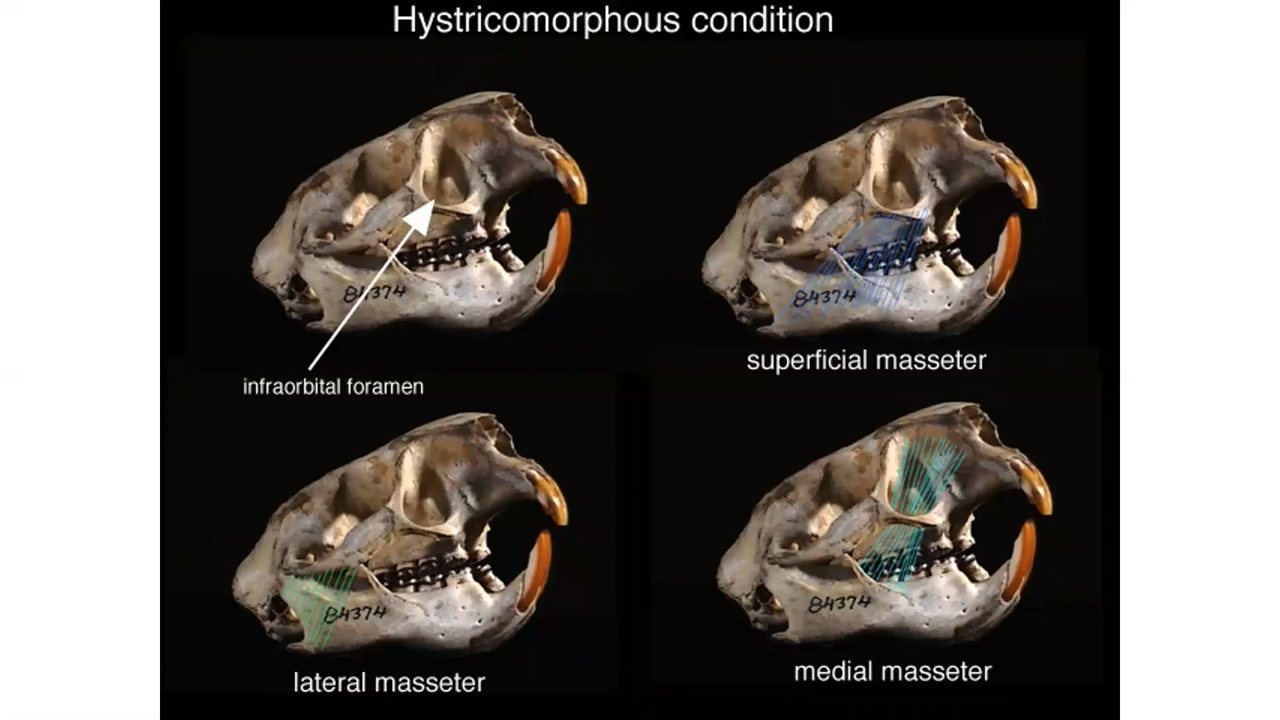 Hystricomorphous condition
84374
84374
infraorbital foramen
superficial masseter
84374
84374
lateral masseter
medial masseter